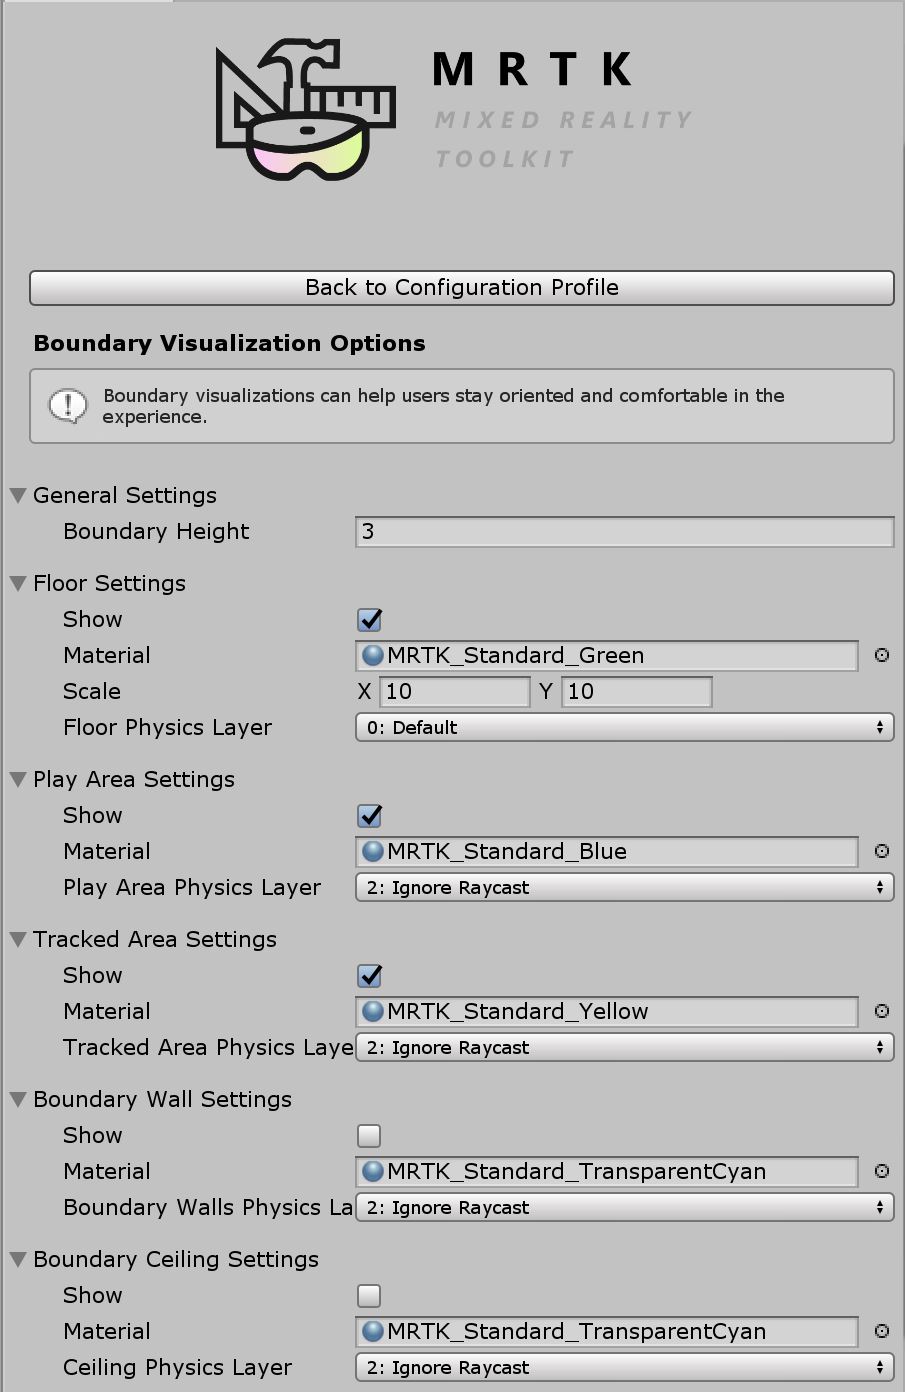 MRTK
MIXED REALITY
TOOLKIT
Back to Configuration Profile
Boundary Visualization Options
Boundary visualizations can help users stay oriented and comfortable in the
experience.
General Settings
Boundary Height 3
Floor Settings
Show
Material MRTK_Standard_Green
Scale X 10 Y 10
Floor Physics Layer 0: Default
Play Area Settings
Show
Material MRTK_Standard_Blue
Play Area Physics Layer 2: Ignore Raycast
Tracked Area Settings
Show
Material MRTK_Standard_Yellow
Tracked Area Physics Laye 2: Ignore Raycast
Boundary Wall Settings
Show
Material MRTK_Standard_TransparentCyan
Boundary Walls Physics La 2: Ignore Raycast
Boundary Ceiling Settings
Show
Material MRTK_Standard_TransparentCyan
Ceiling Physics Layer 2: Ignore Raycast